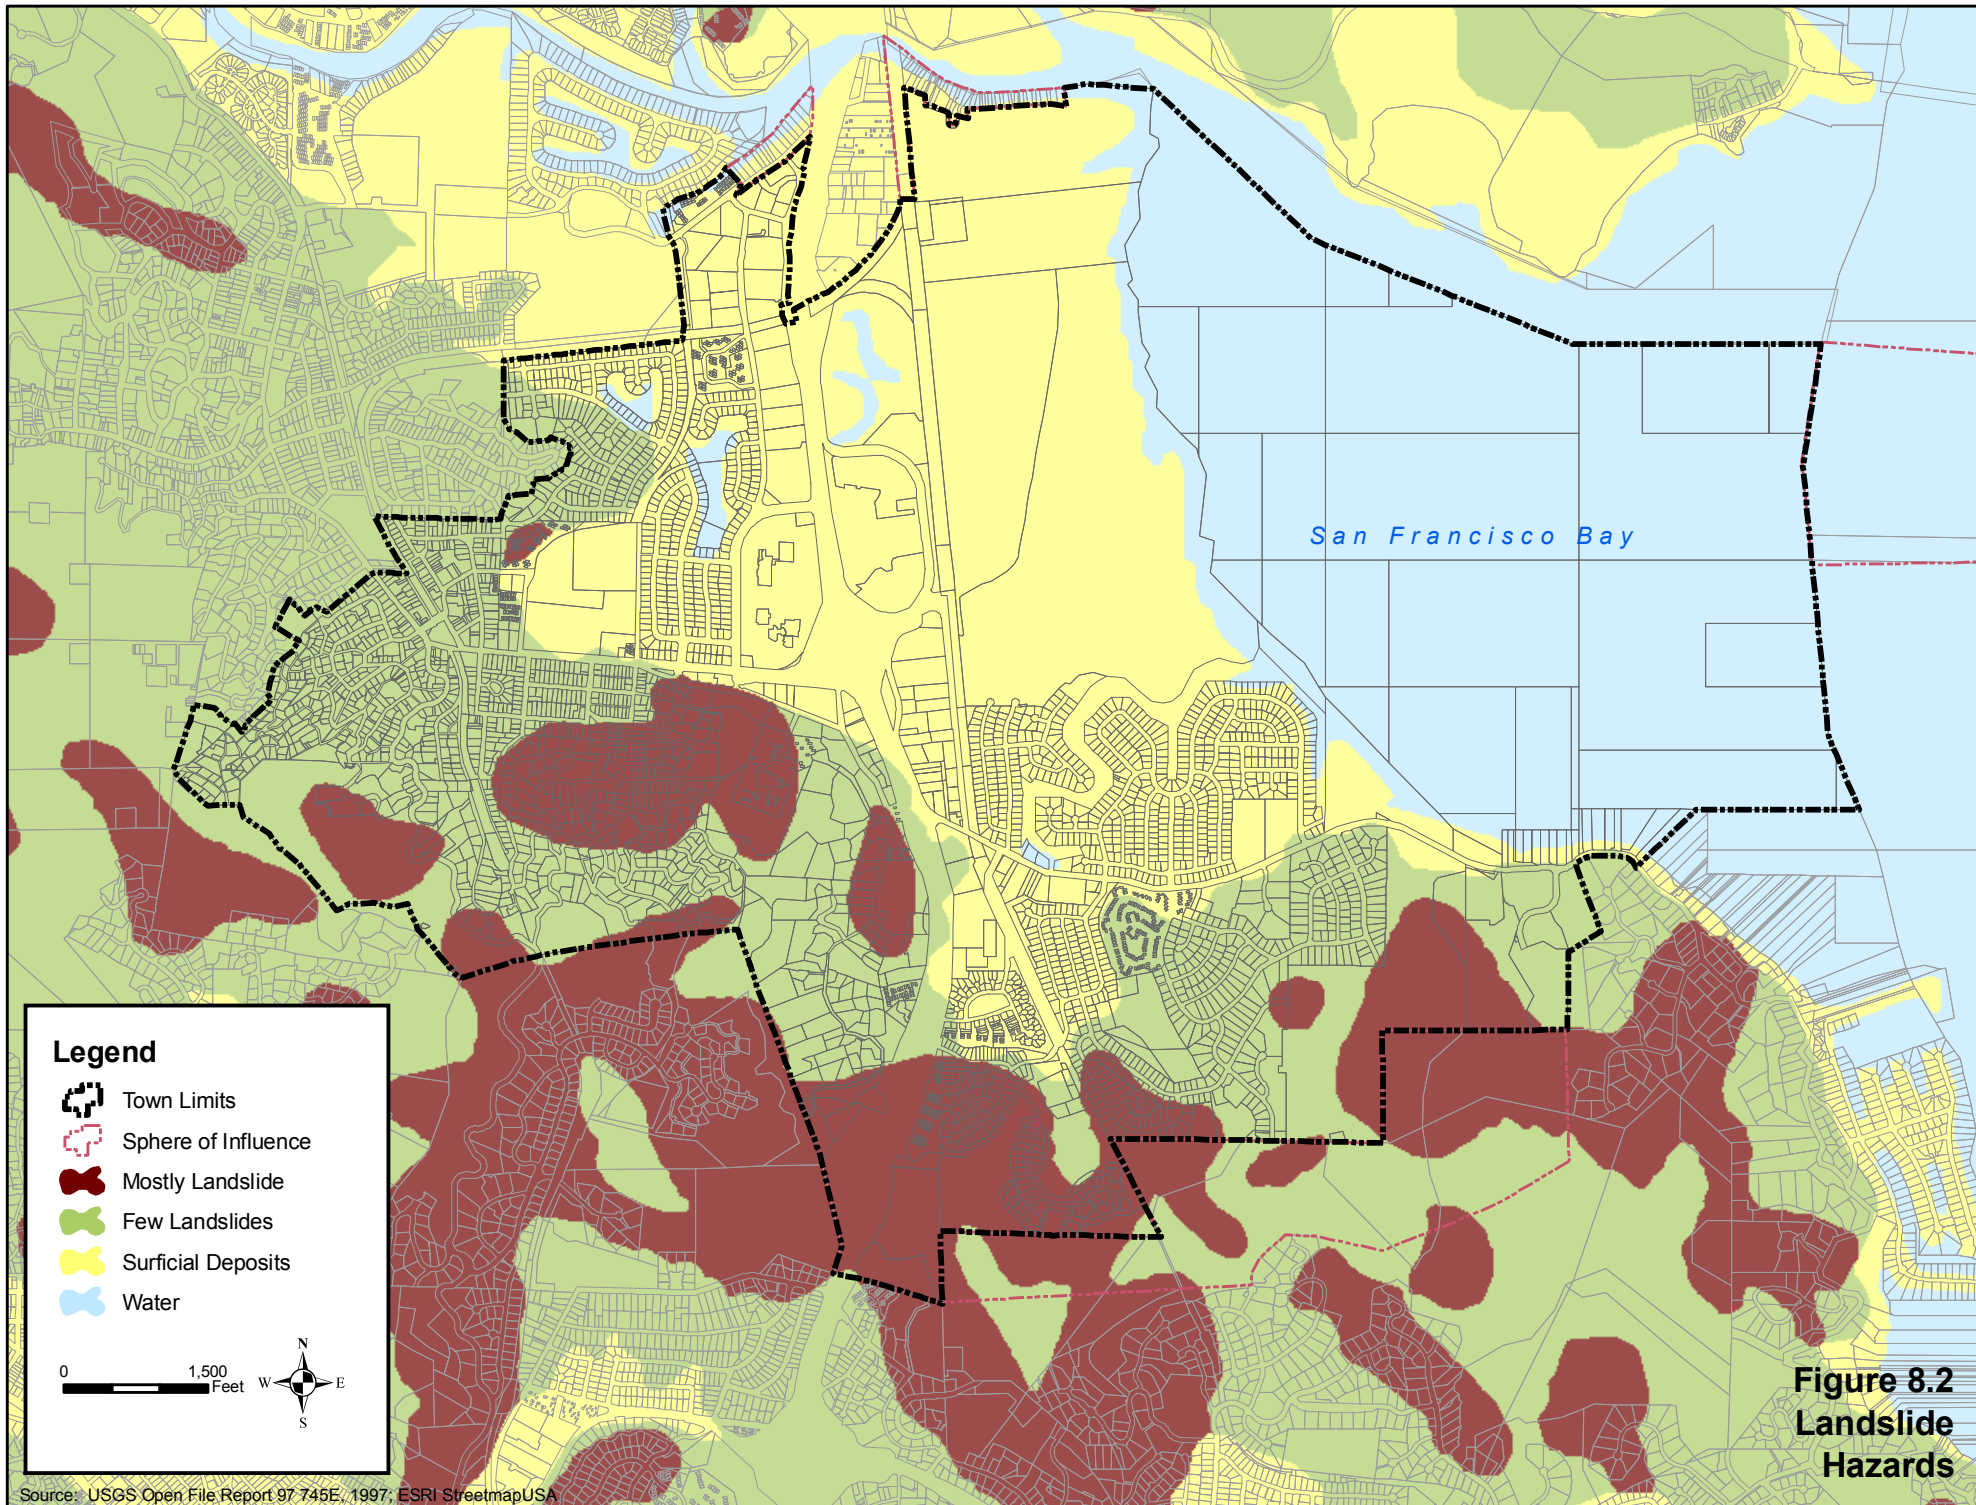 San Francisco Bay
Legend
Town Limits
Sphere of Influence
Mostly Landslide
Few Landslides
Surficial Deposits
Water
0 1,500
Feet
N
W E
S
Figure 8.2
Landslide
Hazards
Source: USGS Open File Report 97 745E, 1997; ESRI StreetmapUSA